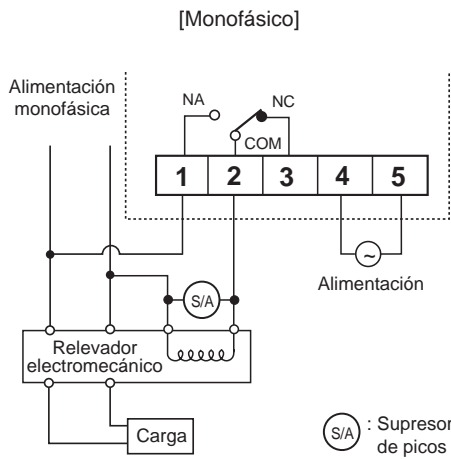 [Monofásico]
Alimentación
monofásica
NA
NC
COM
1 2 3 4 5
~
Alimentación
S/A
Relevador
electromecánico
Carga
S/A : Supresor
de picos